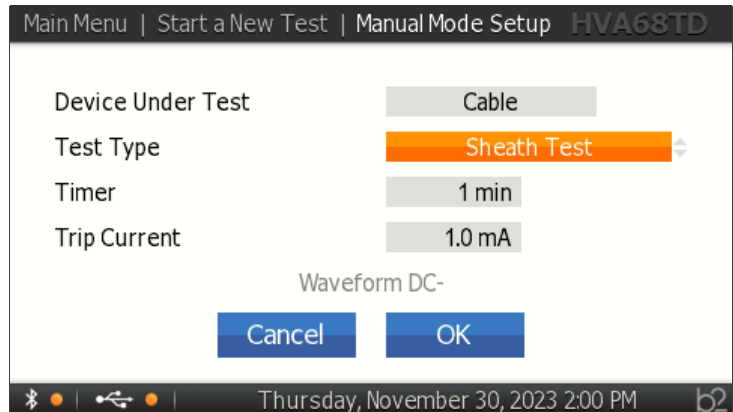 Main Menu | Start a New Test | Manual Mode Setup HVA68TD
Device Under Test Cable
Test Type Sheath Test
Timer 1 min
Trip Current 1.0 mA
Waveform DC-
Cancel OK
Thursday, November 30, 2023 2:00 PM b2